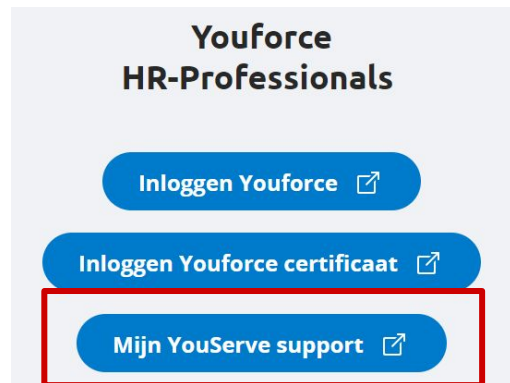 Youforce
HR-Professionals
Inloggen Youforce
Inloggen Youforce certificaat
Mijn YouServe support